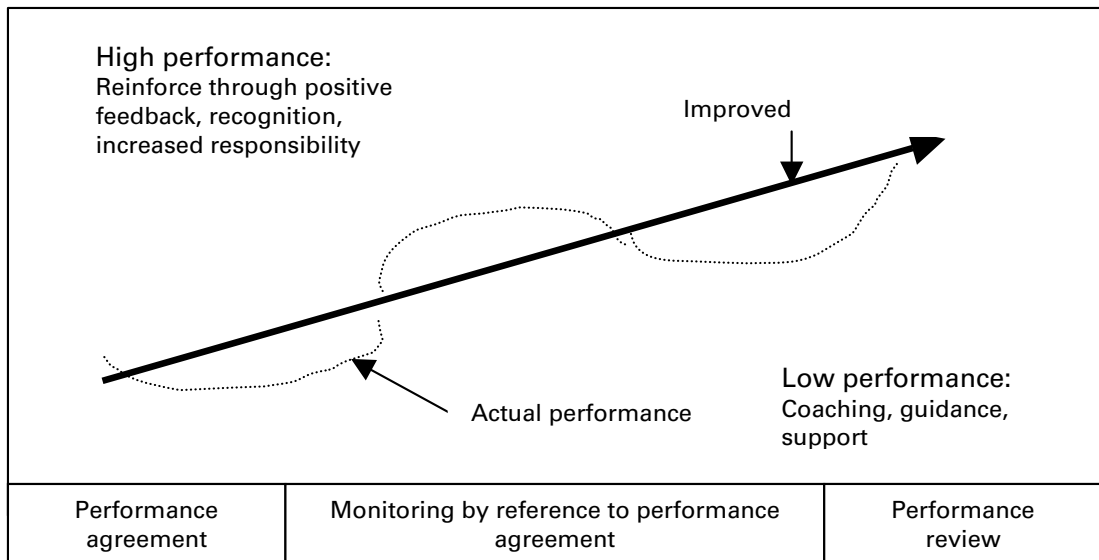 High performance:
Reinforce through positive
feedback, recognition,
increased responsibility
Improved
Actual performance
Low performance:
Coaching, guidance,
support
Performance
agreement
Monitoring by reference to performance
agreement
Performance
review